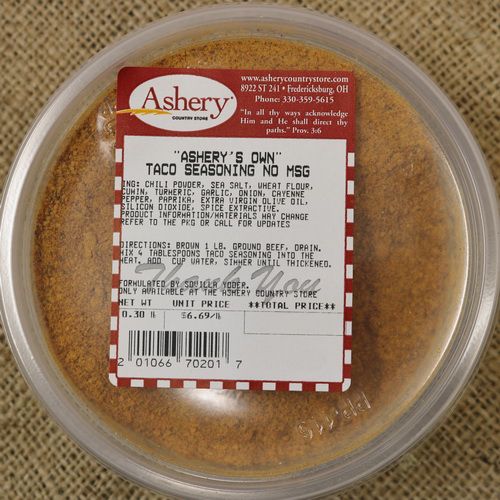 Ashery
COUNTRY STORE
www.asherycountrystore.com
8922 ST 241 • Fredericksburg, OH
Phone: 330-359-5615
"In all thy ways acknowledge
Him and He shall direct thy
paths." Prov. 3:6
"ASHERY'S OWN"
TACO SEASONING NO MSG
ING: CHILI POWDER, SEA SALT, WHEAT FLOUR,
CUMIN, TURMERIC, GARLIC, ONION, CAYENNE
PEPPER, PAPRIKA, EXTRA VIRGIN OLIVE OIL,
SILICON DIOXIDE, SPICE EXTRACTIVE.
PRODUCT INFORMATION/MATERIALS MAY CHANGE
REFER TO THE PKG OR CALL FOR UPDATES
DIRECTIONS: BROWN 1 LB. GROUND BEEF, DRAIN.
MIX 4 TABLESPOONS TACO SEASONING INTO THE
MEAT. ADD CUP WATER, SIMMER UNTIL THICKENED.
Thank You
FORMULATED BY SQUILLY YODER.
ONLY AVAILABLE AT THE ASHERY COUNTRY STORE
NET WT UNIT PRICE **TOTAL PRICE**
0.30 lb $6.69/lb
2 01066 70201 7